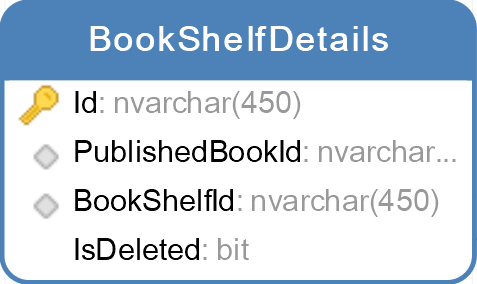 BookShelfDetails
Id: nvarchar(450)
PublishedBookId: nvarchar...
BookShelfId: nvarchar(450)
IsDeleted: bit